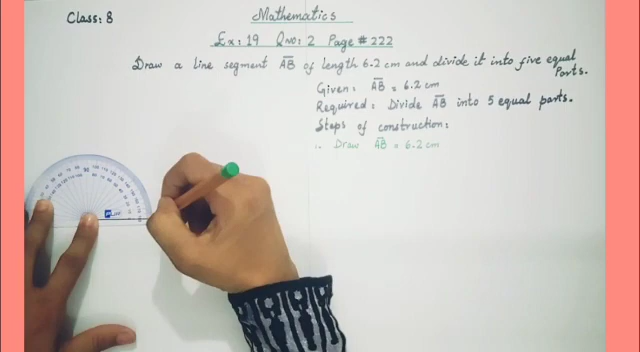 Class: 8
Mathematics
Ex: 19 QNO: 2 Page # 222
Draw a line segment AB of length 6.2 cm and divide it into five equal
Parts.
Given: AB = 6.2 cm
Required: Divide AB into 5 equal parts.
Steps of construction:
Draw AB = 6.2 cm